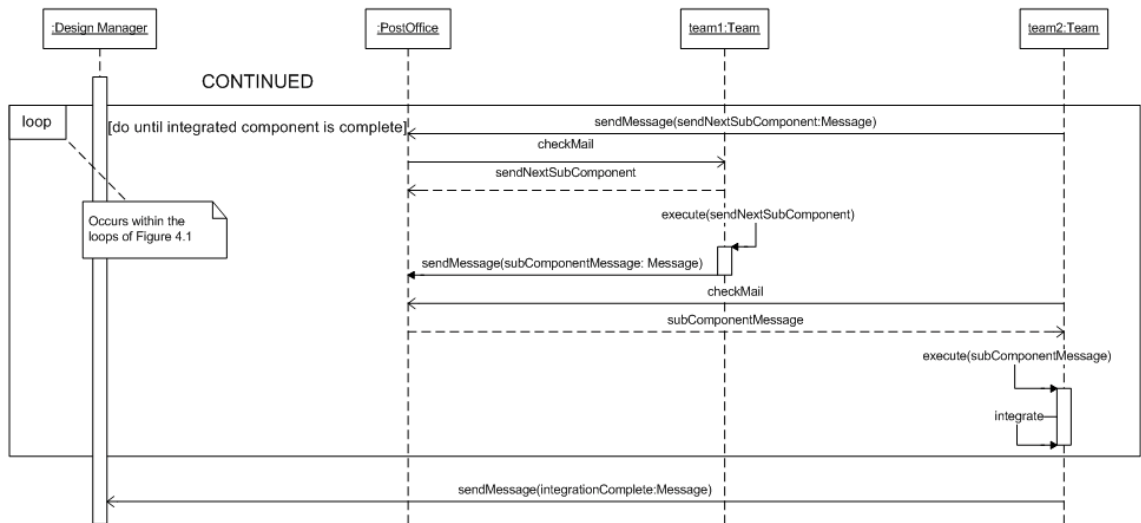 :Design Manager
:PostOffice
team1:Team
team2:Team
CONTINUED
loop
[do until integrated component is complete]
sendMessage(sendNextSubComponent:Message)
checkMail
sendNextSubComponent
Occurs within the
loops of Figure 4.1
execute(sendNextSubComponent)
sendMessage(subComponentMessage: Message)
checkMail
subComponentMessage
execute(subComponentMessage)
integrate
sendMessage(integrationComplete:Message)